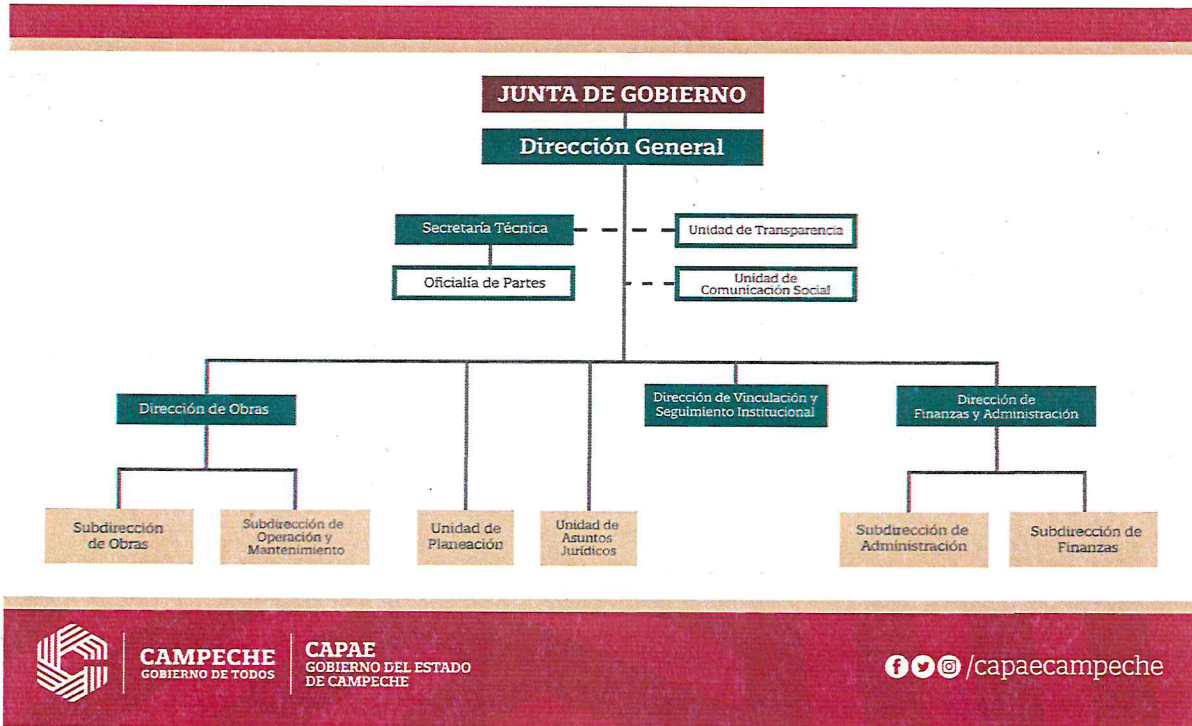 JUNTA DE GOBIERNO
Dirección General
Secretaría Técnica
Unidad de Transparencia
Oficialía de Partes
Unidad de
Comunicación Social
Dirección de Obras
Dirección de Vinculación y
Seguimiento Institucional
Dirección de
Finanzas y Administración
Subdirección
de Obras
Subdirección de
Operación y
Mantenimiento
Unidad de
Planeación
Unidad de
Asuntos
Jurídicos
Subdirección de
Administración
Subdirección de
Finanzas
CAMPECHE
GOBIERNO DE TODOS
CAPAE
GOBIERNO DEL ESTADO
DE CAMPECHE
/capaecampeche